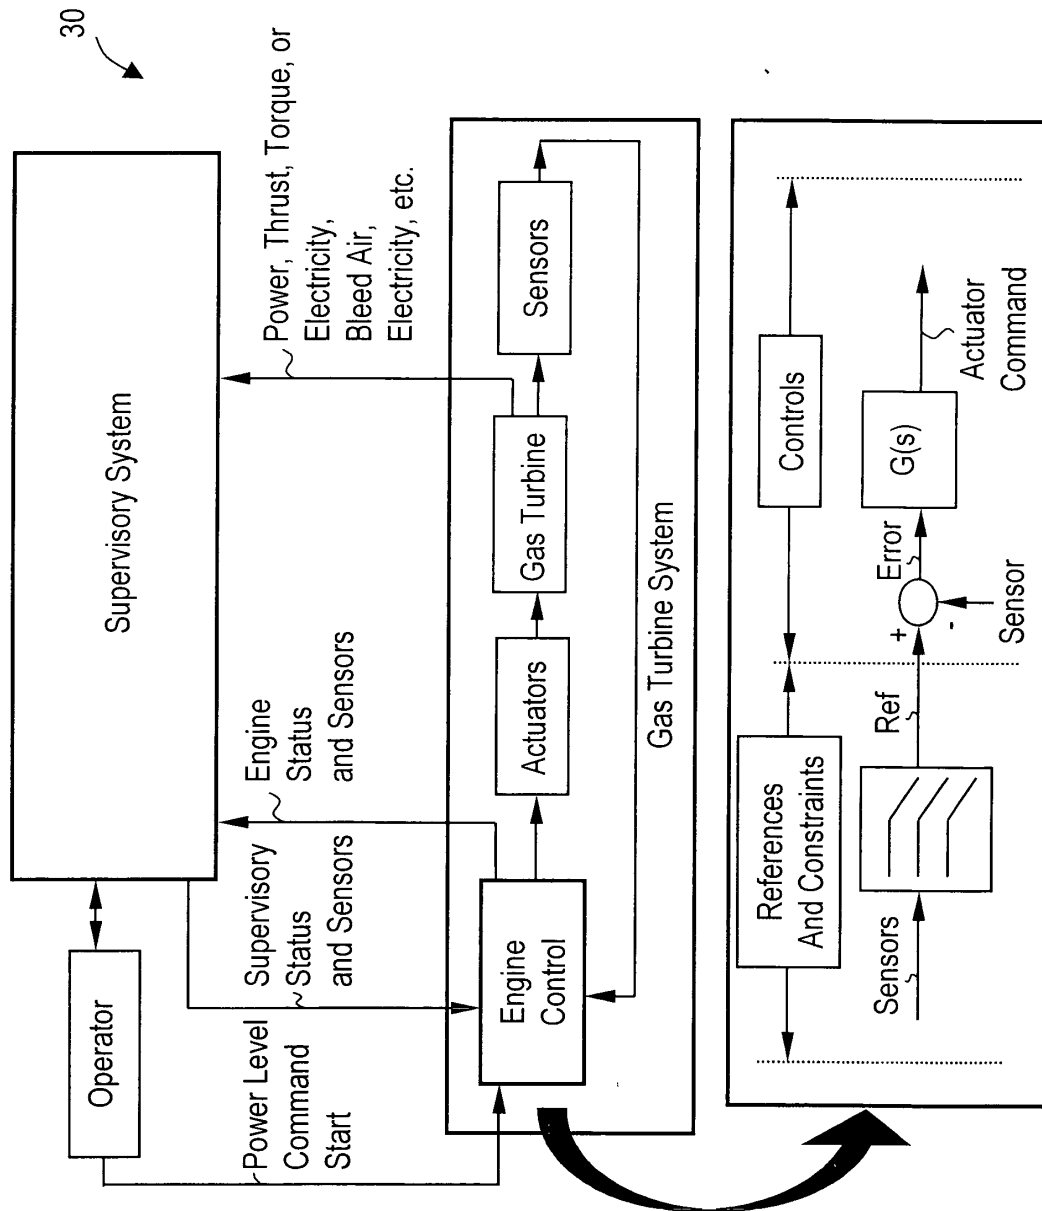 30
Supervisory System
Operator
Power Level
Command
Start
Supervisory
Status
and Sensors
Engine
Status
and Sensors
Power, Thrust, Torque, or
Electricity,
Bleed Air,
Electricity, etc.
Engine
Control
Actuators
Gas Turbine
Sensors
Gas Turbine System
References
And Constraints
Controls
Sensors
Ref
+
-
Sensor
Error
G(s)
Actuator
Command